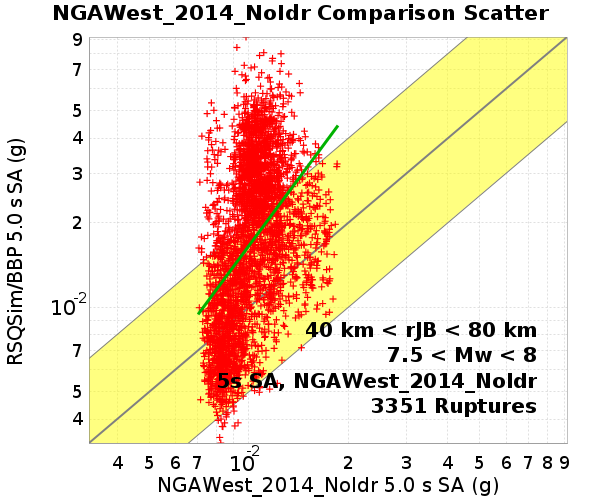 NGAWest_2014_NoIdr Comparison Scatter
9
7
5
4
3
2
10-2
7
5
4
RSQSim/BBP 5.0 s SA (g)
40 km < rJB < 80 km
7.5 < Mw < 8
5s SA, NGAWest_2014_NoIdr
3351 Ruptures
4 5 6 7 10-2 2 3 4 5 6 7 8 9
NGAWest_2014_NoIdr 5.0 s SA (g)